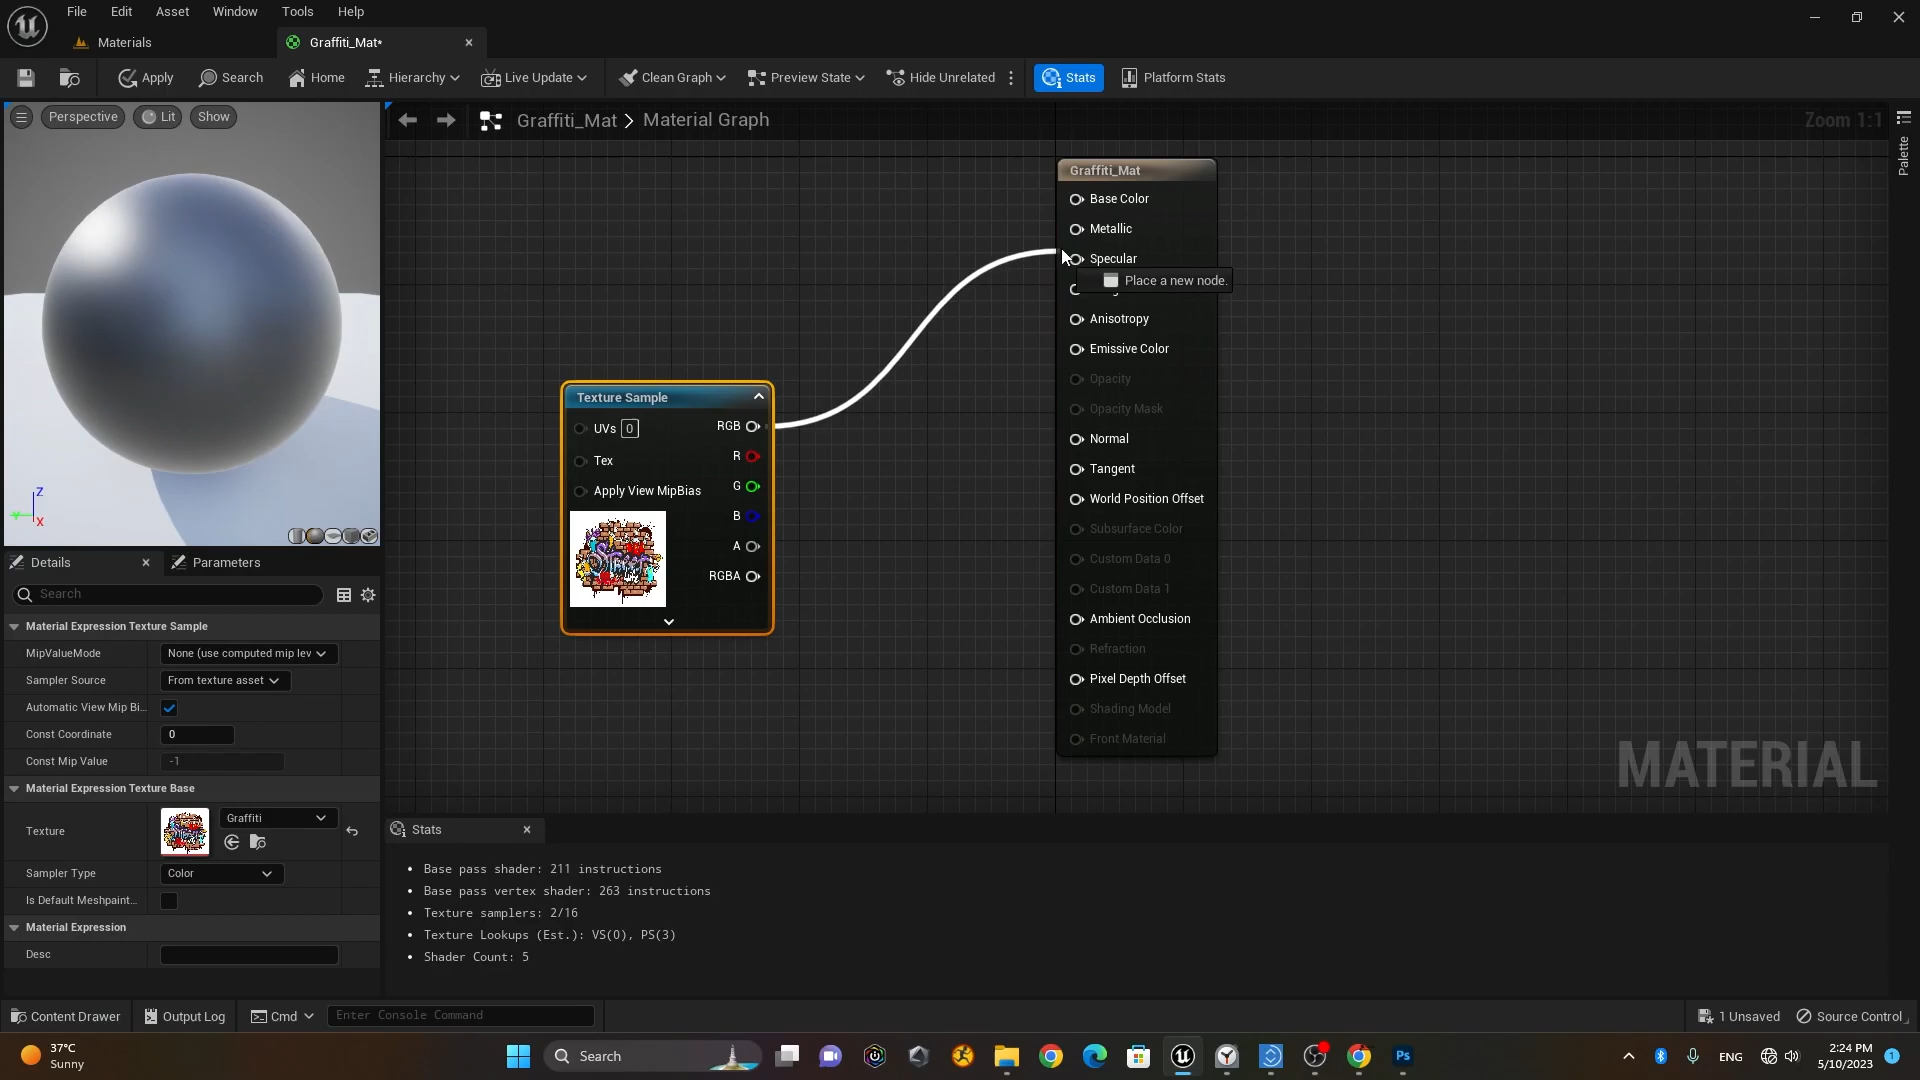 File Edit Asset Window Tools Help
Materials
Graffiti_Mat*
Apply Search Home Hierarchy Live Update Clean Graph Preview State Hide Unrelated Stats Platform Stats
Perspective Lit Show
Graffiti_Mat > Material Graph
Zoom 1:1
Palette
Graffiti_Mat
Base Color
Metallic
Specular
Place a new node.
Anisotropy
Emissive Color
Opacity
Opacity Mask
Normal
Tangent
World Position Offset
Subsurface Color
Custom Data 0
Custom Data 1
Ambient Occlusion
Refraction
Pixel Depth Offset
Shading Model
Front Material
Texture Sample
UVs 0 RGB
R
Tex
G
Apply View MipBias
B
A
RGBA
Street
MATERIAL
Z
Y
X
Details
Parameters
Search
Material Expression Texture Sample
MipValueMode None (use computed mip lev
Sampler Source From texture asset
Automatic View Mip Bi...
Const Coordinate 0
Const Mip Value -1
Material Expression Texture Base
Texture Graffiti
Sampler Type Color
Is Default Meshpaint...
Material Expression
Desc
Stats
• Base pass shader: 211 instructions
• Base pass vertex shader: 263 instructions
• Texture samplers: 2/16
• Texture Lookups (Est.): VS(0), PS(3)
• Shader Count: 5
Content Drawer Output Log Cmd Enter Console Command
1 Unsaved Source Control
37°C
Sunny
Search
Ps
ENG
2:24 PM
5/10/2023
1